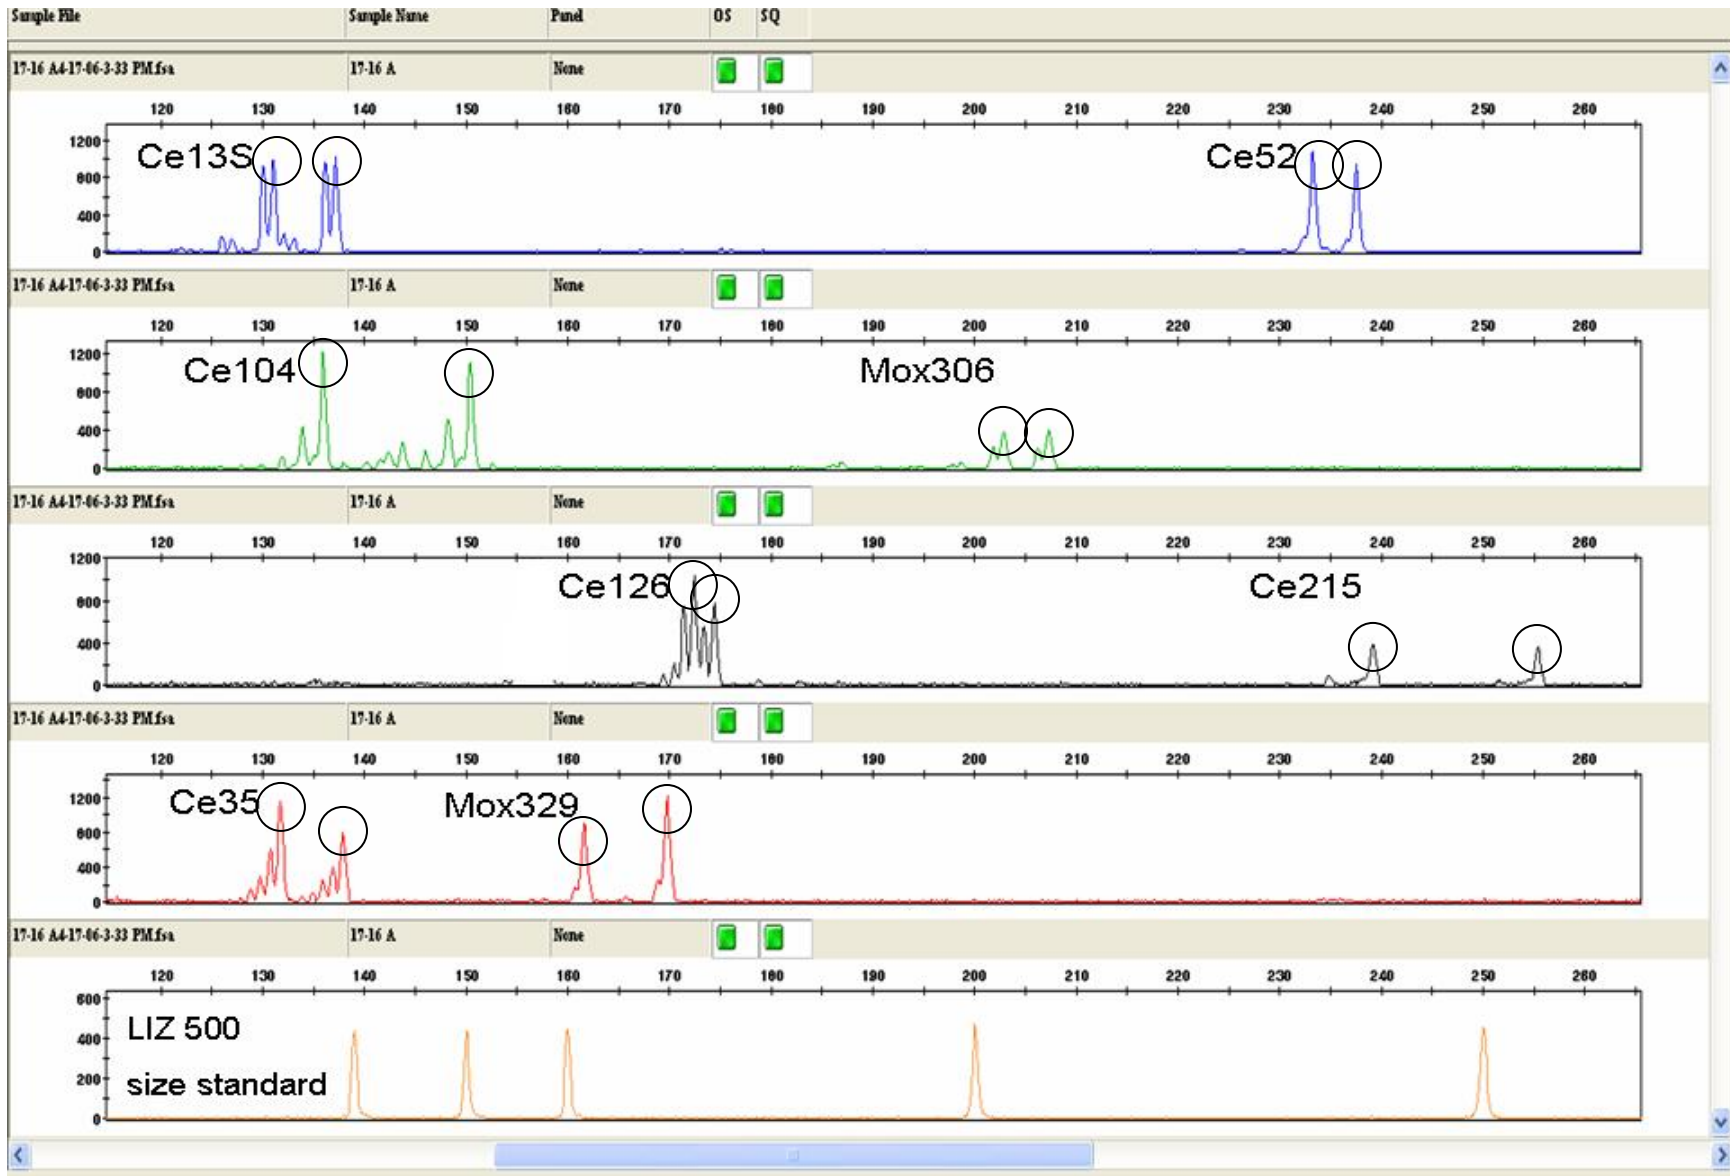 Sample File Sample Name Panel OS SQ
17-16 A4-17-06-3-33 PM.fsa 17-16 A None
120 130 140 150 160 170 180 190 200 210 220 230 240 250 260
1200
800
400
0
Ce13S Ce52
17-16 A4-17-06-3-33 PM.fsa 17-16 A None
120 130 140 150 160 170 180 190 200 210 220 230 240 250 260
1200
800
400
0
Ce104 Mox306
17-16 A4-17-06-3-33 PM.fsa 17-16 A None
120 130 140 150 160 170 180 190 200 210 220 230 240 250 260
1200
800
400
0
Ce126 Ce215
17-16 A4-17-06-3-33 PM.fsa 17-16 A None
120 130 140 150 160 170 180 190 200 210 220 230 240 250 260
1200
800
400
0
Ce35 Mox329
17-16 A4-17-06-3-33 PM.fsa 17-16 A None
120 130 140 150 160 170 180 190 200 210 220 230 240 250 260
600
400
200
0
LIZ 500
size standard